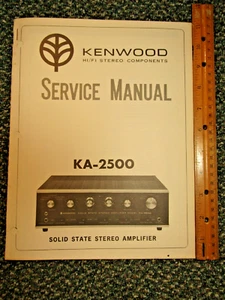 KENWOOD
HI/FI STEREO COMPONENTS
SERVICE MANUAL
KA-2500
SOLID STATE STEREO AMPLIFIER